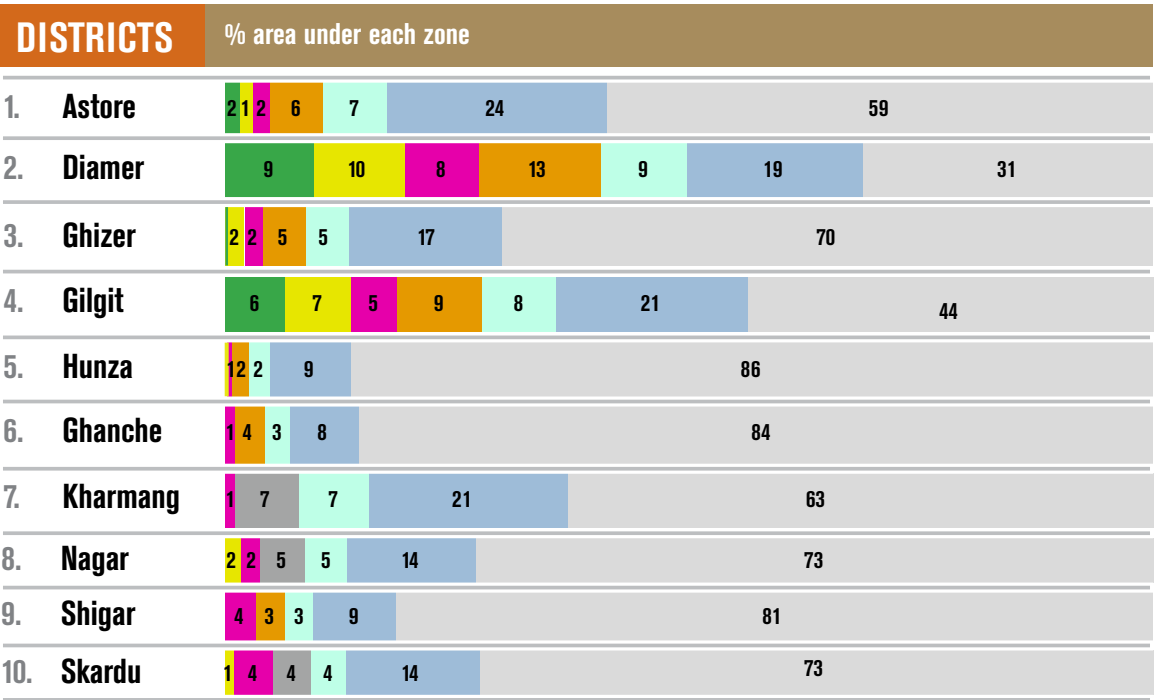 DISTRICTS % area under each zone
1. Astore 2 1 2 6 7 24 59
2. Diamer 9 10 8 13 9 19 31
3. Ghizer 2 2 5 5 17 70
4. Gilgit 6 7 5 9 8 21 44
5. Hunza 1 2 2 9 86
6. Ghanche 1 4 3 8 84
7. Kharmang 1 7 7 21 63
8. Nagar 2 2 5 5 14 73
9. Shigar 4 3 3 9 81
10. Skardu 1 4 4 4 14 73